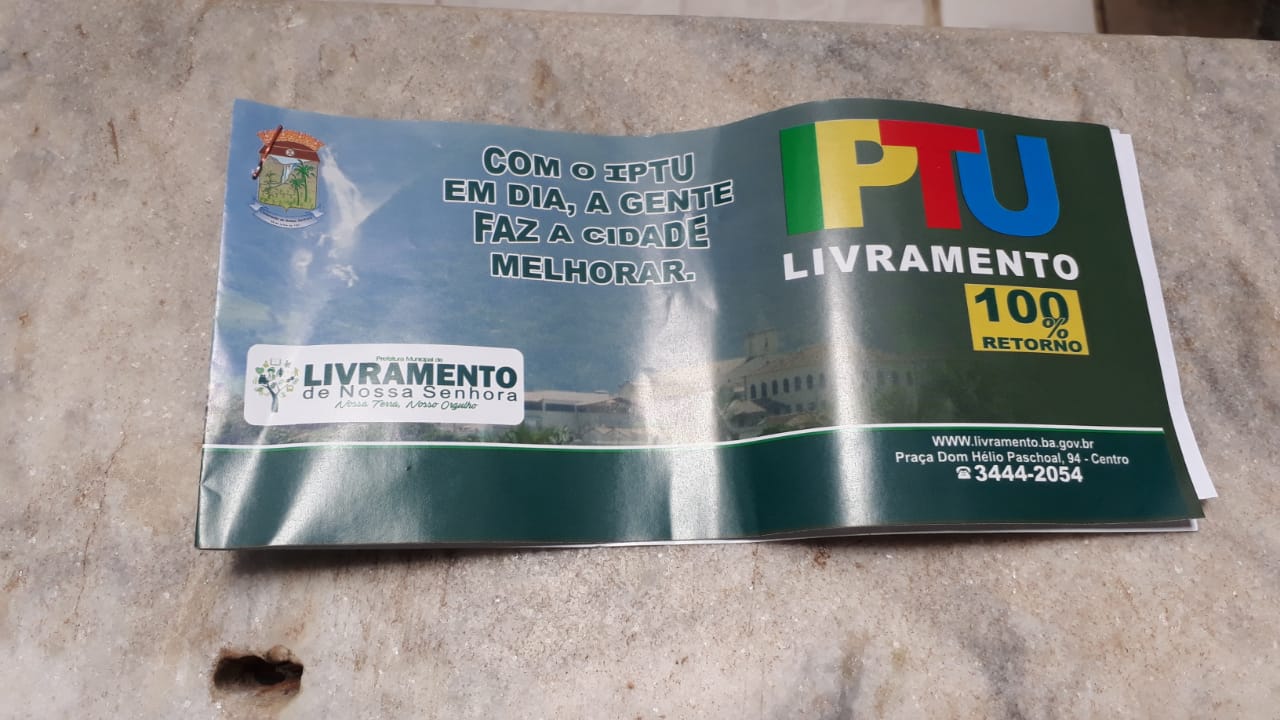 COM O IPTU
EM DIA, A GENTE
FAZ A CIDADE
MELHORAR.
IPTU
LIVRAMENTO
100%
RETORNO
Prefeitura Municipal de
LIVRAMENTO
de Nossa Senhora
Nossa Terra, Nosso Orgulho
www.livramento.ba.gov.br
Praça Dom Hélio Paschoal, 94 - Centro
☎3444-2054